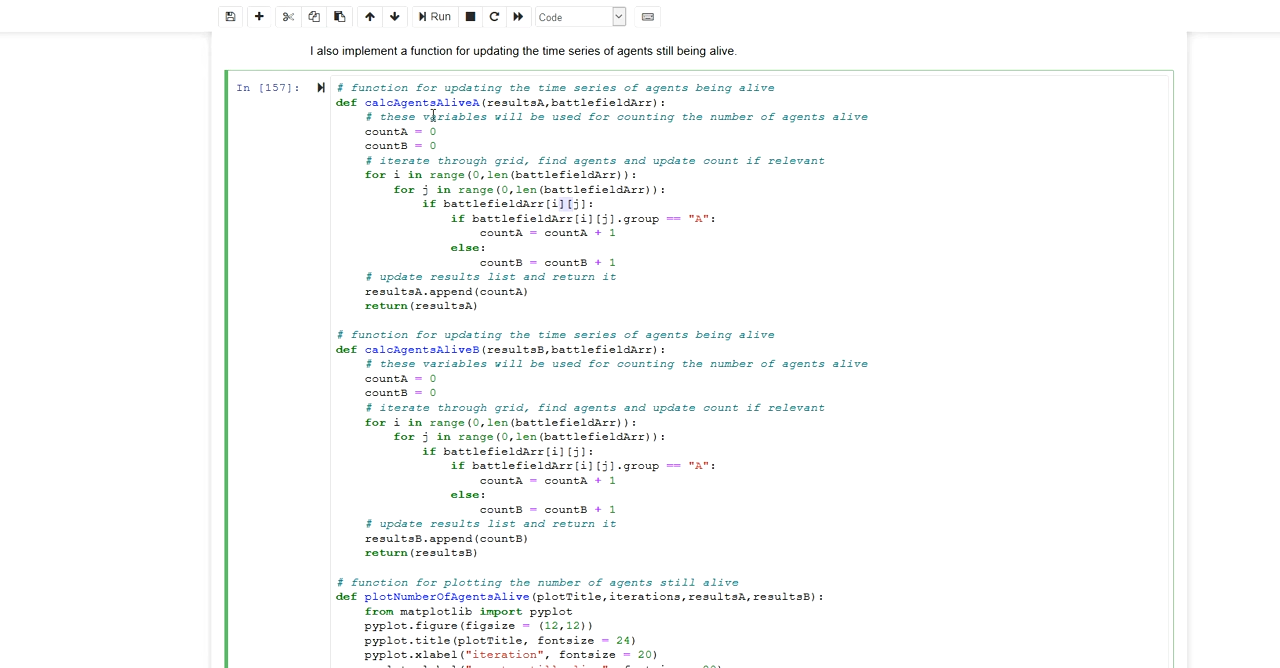 Run
Code
I also implement a function for updating the time series of agents still being alive.
In [157]:
# function for updating the time series of agents being alive
def calcAgentsAliveA(resultsA,battlefieldArr):
    # these variables will be used for counting the number of agents alive
    countA = 0
    countB = 0
    # iterate through grid, find agents and update count if relevant
    for i in range(0,len(battlefieldArr)):
        for j in range(0,len(battlefieldArr)):
            if battlefieldArr[i][j]:
                if battlefieldArr[i][j].group == "A":
                    countA = countA + 1
                else:
                    countB = countB + 1
    # update results list and return it
    resultsA.append(countA)
    return(resultsA)
# function for updating the time series of agents being alive
def calcAgentsAliveB(resultsB,battlefieldArr):
    # these variables will be used for counting the number of agents alive
    countA = 0
    countB = 0
    # iterate through grid, find agents and update count if relevant
    for i in range(0,len(battlefieldArr)):
        for j in range(0,len(battlefieldArr)):
            if battlefieldArr[i][j]:
                if battlefieldArr[i][j].group == "A":
                    countA = countA + 1
                else:
                    countB = countB + 1
    # update results list and return it
    resultsB.append(countB)
    return(resultsB)
# function for plotting the number of agents still alive
def plotNumberOfAgentsAlive(plotTitle,iterations,resultsA,resultsB):
    from matplotlib import pyplot
    pyplot.figure(figsize = (12,12))
    pyplot.title(plotTitle, fontsize = 24)
    pyplot.xlabel("iteration", fontsize = 20)